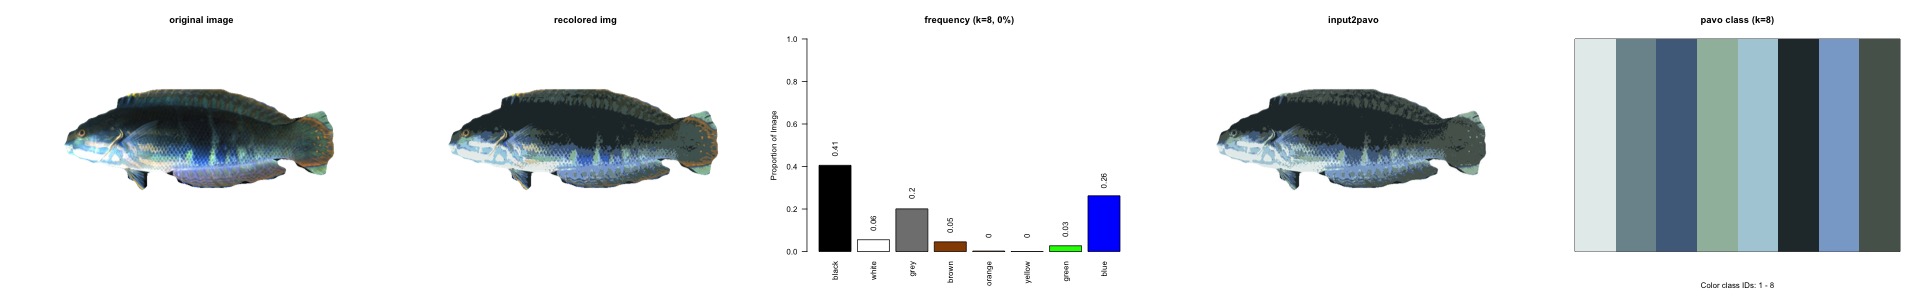 original image
recolored img
frequency (k=8, 0%)
input2pavo
pavo class (k=8)
Proportion of Image
1.0
0.8
0.6
0.4
0.2
0.0
0.41
0.06
0.2
0.05
0
0
0.03
0.26
black
white
grey
brown
orange
yellow
green
blue
Color class IDs: 1 - 8